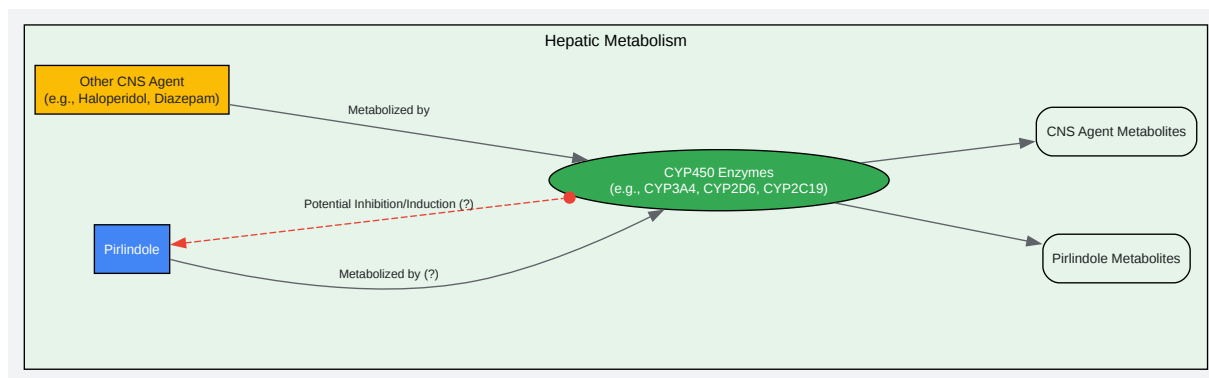 Hepatic Metabolism
Other CNS Agent
(e.g., Haloperidol, Diazepam)
Metabolized by
CNS Agent Metabolites
CYP450 Enzymes
(e.g., CYP3A4, CYP2D6, CYP2C19)
Potential Inhibition/Induction (?)
Pirlindole
Metabolized by (?)
Pirlindole Metabolites